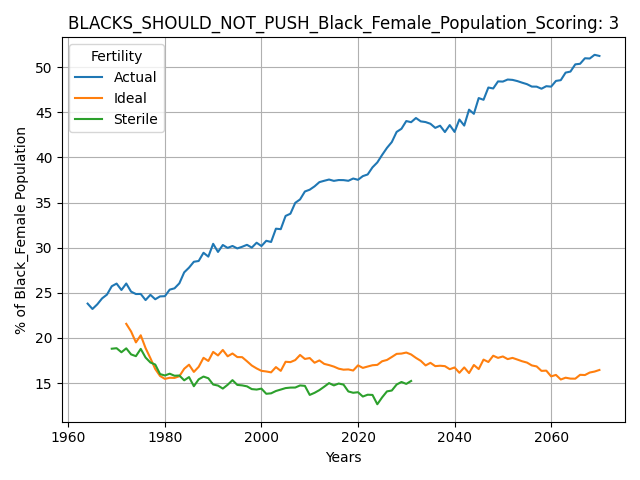 BLACKS_SHOULD_NOT_PUSH_Black_Female_Population_Scoring: 3
Fertility
Actual
Ideal
Sterile
% of Black_Female Population
50
45
40
35
30
25
20
15
1960
1980
2000
2020
2040
2060
Years